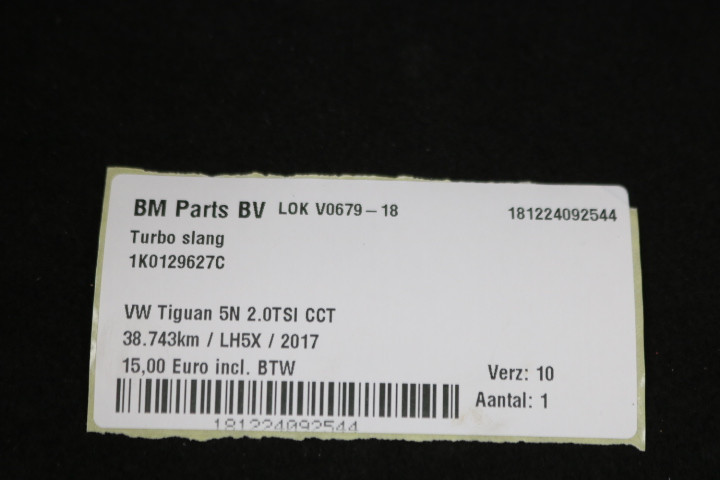 BM Parts BV LOK V0679-18 181224092544
Turbo slang
1K0129627C
VW Tiguan 5N 2.0TSI CCT
38.743km / LH5X / 2017
15,00 Euro incl. BTW Verz: 10
Aantal: 1
181224092544